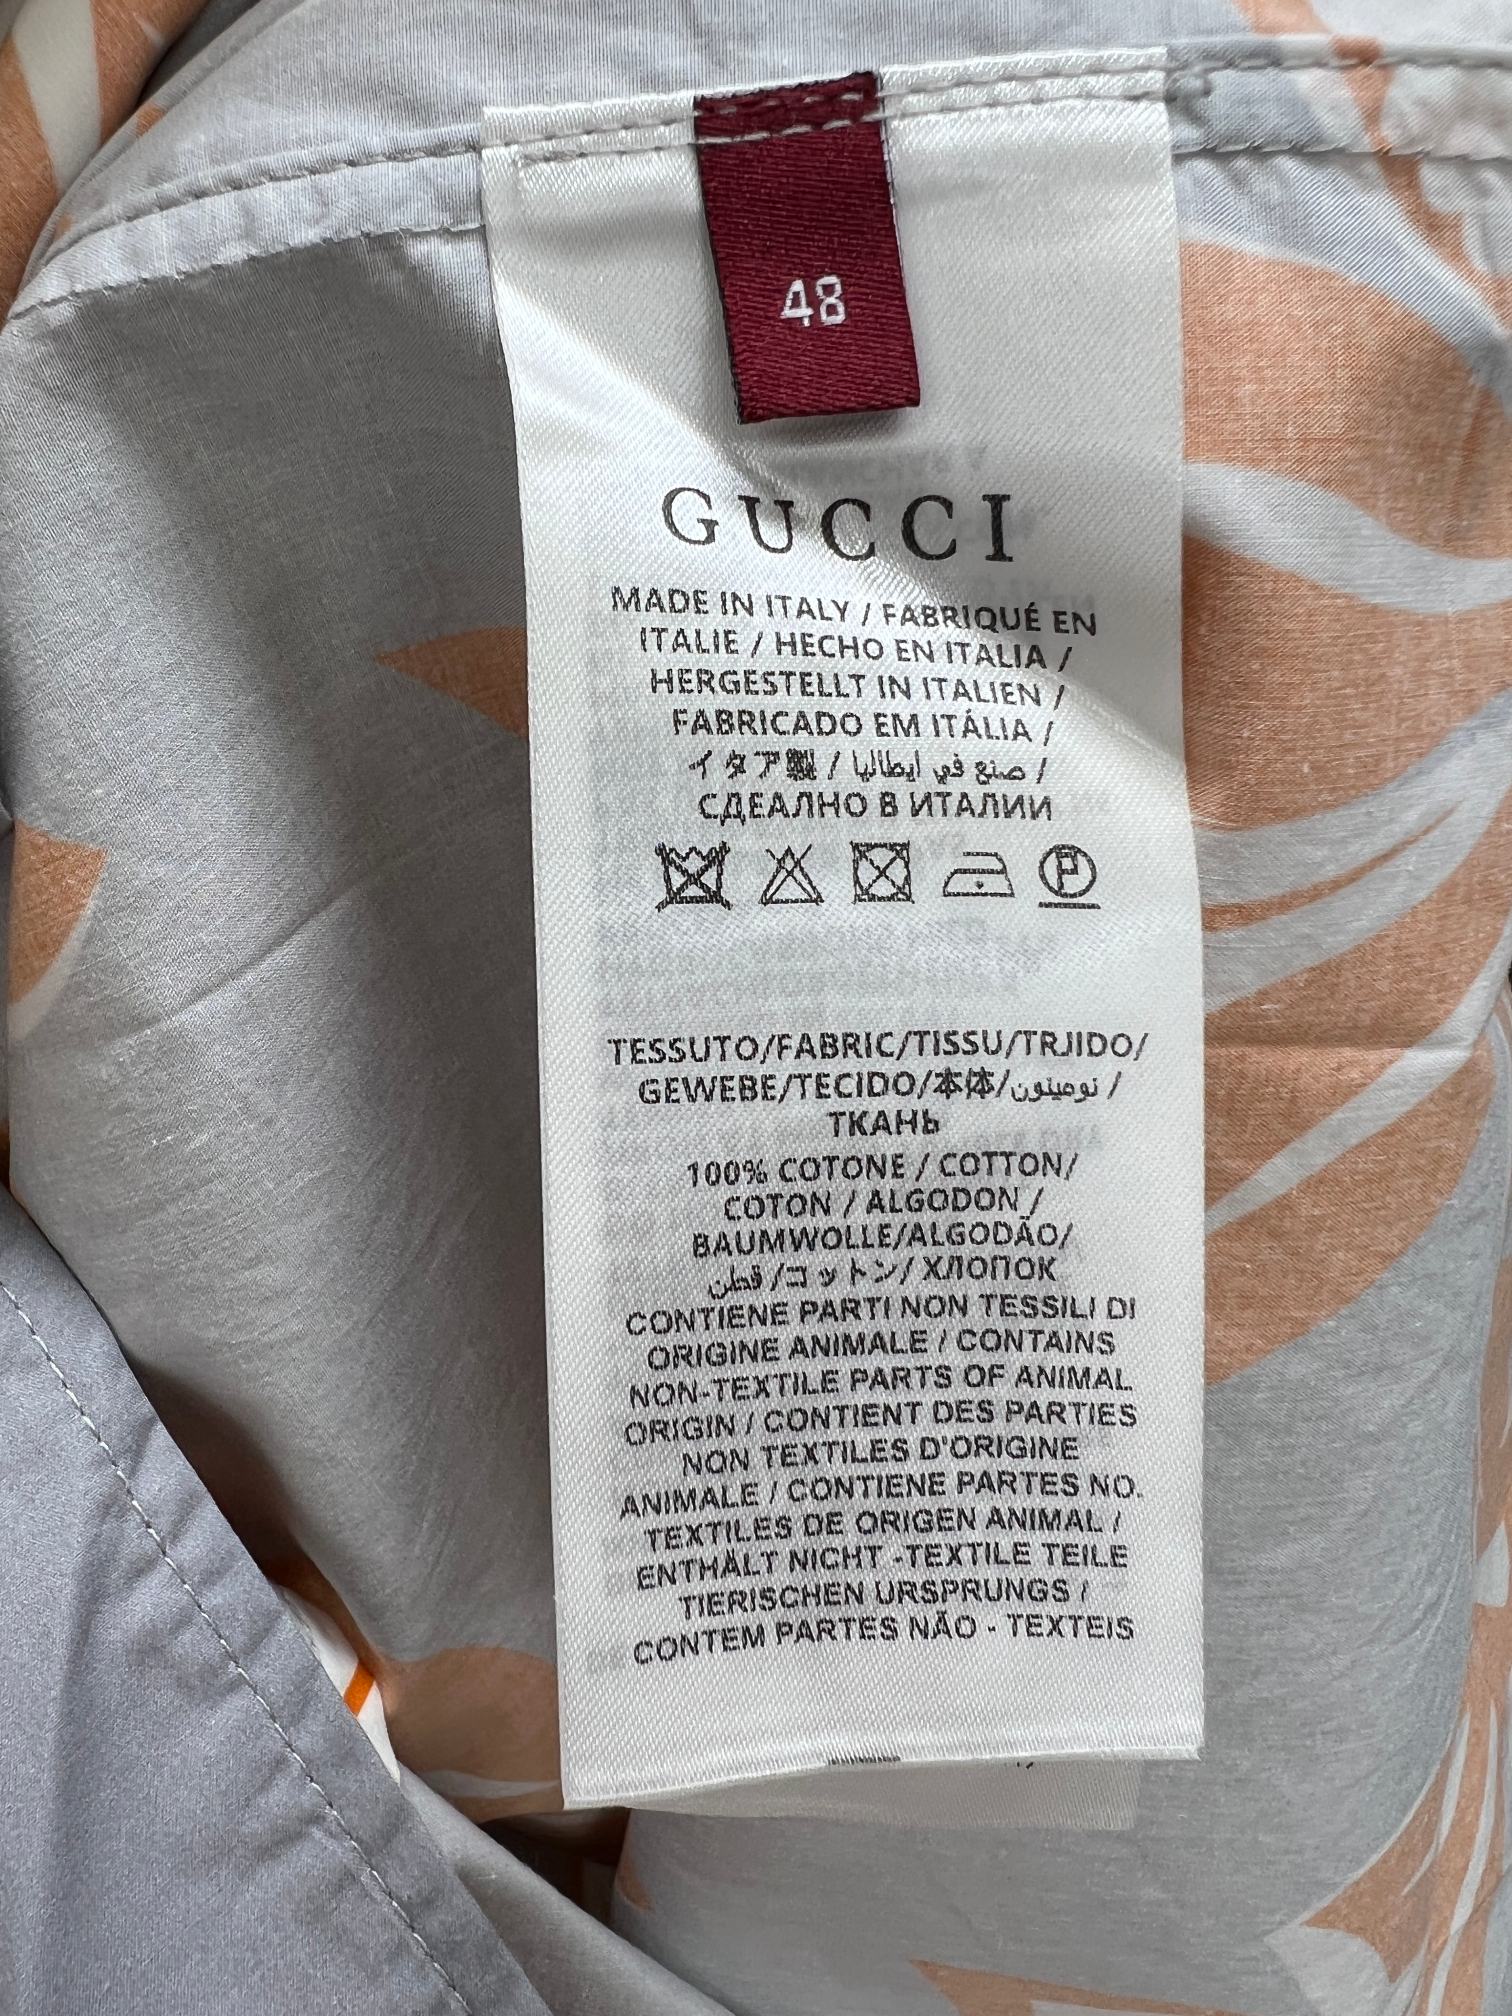 48
GUCCI
MADE IN ITALY / FABRIQUÉ EN
ITALIE / HECHO EN ITALIA /
HERGESTELLT IN ITALIEN /
FABRICADO EM ITÁLIA /
イタリア製 / صنع في ايطاليا /
СДЕАЛНО В ИТАЛИИ
TESSUTO/FABRIC/TISSU/TRJIDO/
GEWEBE/TECIDO/本体/نومينون /
ТКАНЬ
100% COTONE / COTTON/
COTON / ALGODON /
BAUMWOLLE/ALGODÃO/
قطن /コットン/ ХЛОПОК
CONTIENE PARTI NON TESSILI DI
ORIGINE ANIMALE / CONTAINS
NON-TEXTILE PARTS OF ANIMAL
ORIGIN / CONTIENT DES PARTIES
NON TEXTILES D'ORIGINE
ANIMALE / CONTIENE PARTES NO.
TEXTILES DE ORIGEN ANIMAL /
ENTHÄLT NICHT -TEXTILE TEILE
TIERISCHEN URSPRUNGS /
CONTEM PARTES NÃO - TEXTEIS